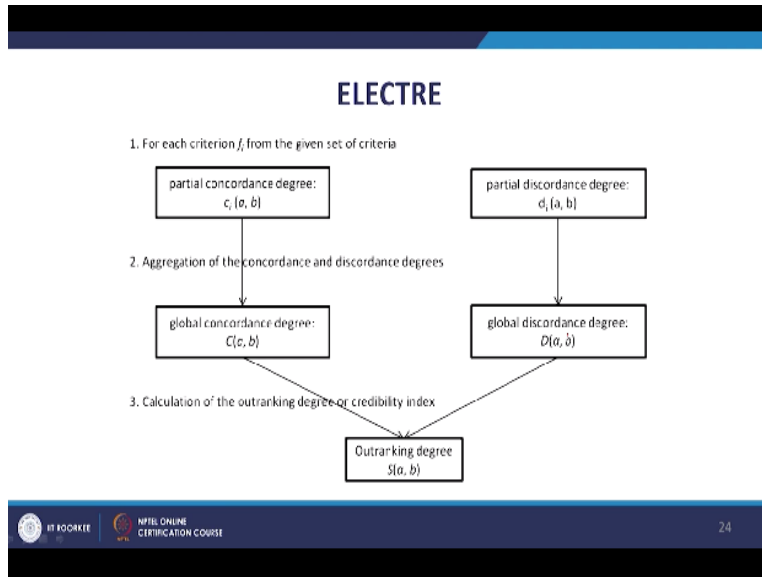 ELECTRE
1. For each criterion fi from the given set of criteria
partial concordance degree:
ci (a, b)
partial discordance degree:
di (a, b)
2. Aggregation of the concordance and discordance degrees
global concordance degree:
C(c, b)
global discordance degree:
D(a, b)
3. Calculation of the outranking degree or credibility index
Outranking degree
S(a, b)
IIT ROORKEE
NPTEL ONLINE
CERTIFICATION COURSE
24